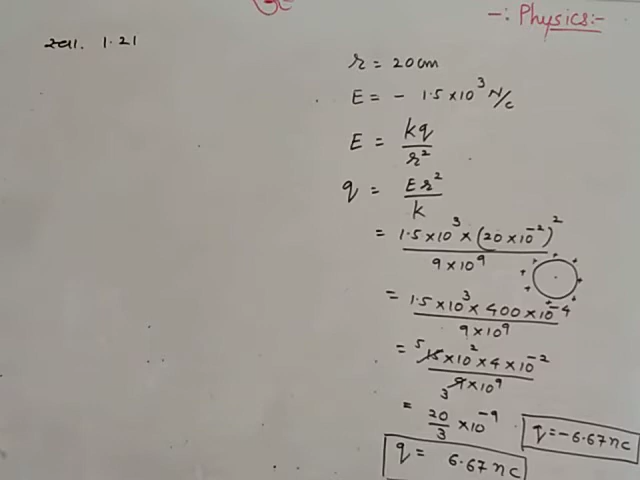 -: Physics:-
સ્વા. 1.21
r = 20 cm
E = - 1.5 × 10³ N/C
E = kq / r²
q = Er² / k
= 1.5 × 10³ × (20 × 10⁻²)² / 9 × 10⁹
= 1.5 × 10³ × 400 × 10⁻⁴ / 9 × 10⁹
= 5 15 × 10² × 4 × 10⁻² / 3 9 × 10⁹
= 20/3 × 10⁻⁹
q = 6.67 nc
q = -6.67 nc